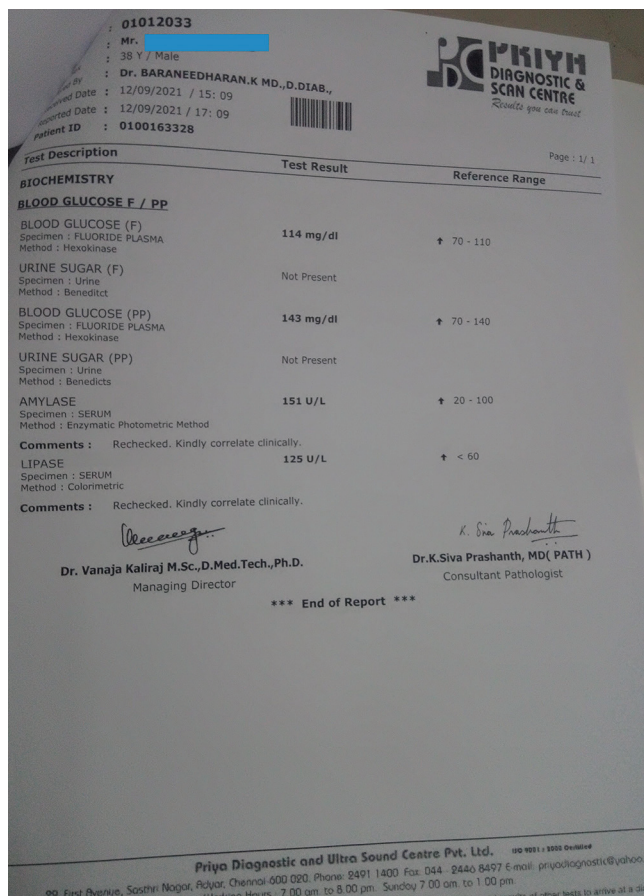 : 01012033
: Mr.
: 38 Y / Male
: Dr. BARANEEDHARAN.K MD.,D.DIAB.,
Date : 12/09/2021 / 15: 09
Date : 12/09/2021 / 17: 09
Patient ID : 0100163328
PRIYA
DIAGNOSTIC &
SCAN CENTRE
Results you can trust
Page : 1/ 1
Test Description Test Result Reference Range
BIOCHEMISTRY
BLOOD GLUCOSE F / PP
BLOOD GLUCOSE (F) 114 mg/dl ↑ 70 - 110
Specimen : FLUORIDE PLASMA
Method : Hexokinase
URINE SUGAR (F) Not Present
Specimen : Urine
Method : Beneditct
BLOOD GLUCOSE (PP) 143 mg/dl ↑ 70 - 140
Specimen : FLUORIDE PLASMA
Method : Hexokinase
URINE SUGAR (PP) Not Present
Specimen : Urine
Method : Benedicts
AMYLASE 151 U/L ↑ 20 - 100
Specimen : SERUM
Method : Enzymatic Photometric Method
Comments : Rechecked. Kindly correlate clinically.
LIPASE 125 U/L ↑ < 60
Specimen : SERUM
Method : Colorimetric
Comments : Rechecked. Kindly correlate clinically.
K. Siva Prashanth
Dr. Vanaja Kaliraj M.Sc.,D.Med.Tech.,Ph.D. Dr.K.Siva Prashanth, MD( PATH )
Managing Director Consultant Pathologist
*** End of Report ***
Priya Diagnostic and Ultra Sound Centre Pvt. Ltd. ISO 9001 : 2000 Certified
First Avenue, Sasthri Nagar, Adyar, Chennai-600 020. Phone: 2491 1400 Fax: 044 - 2446 8497 E-mail: priyadiagnostic@yahoo.
Hours : 7.00 am. to 8.00 pm. Sunday 7.00 am. to 1.00 pm